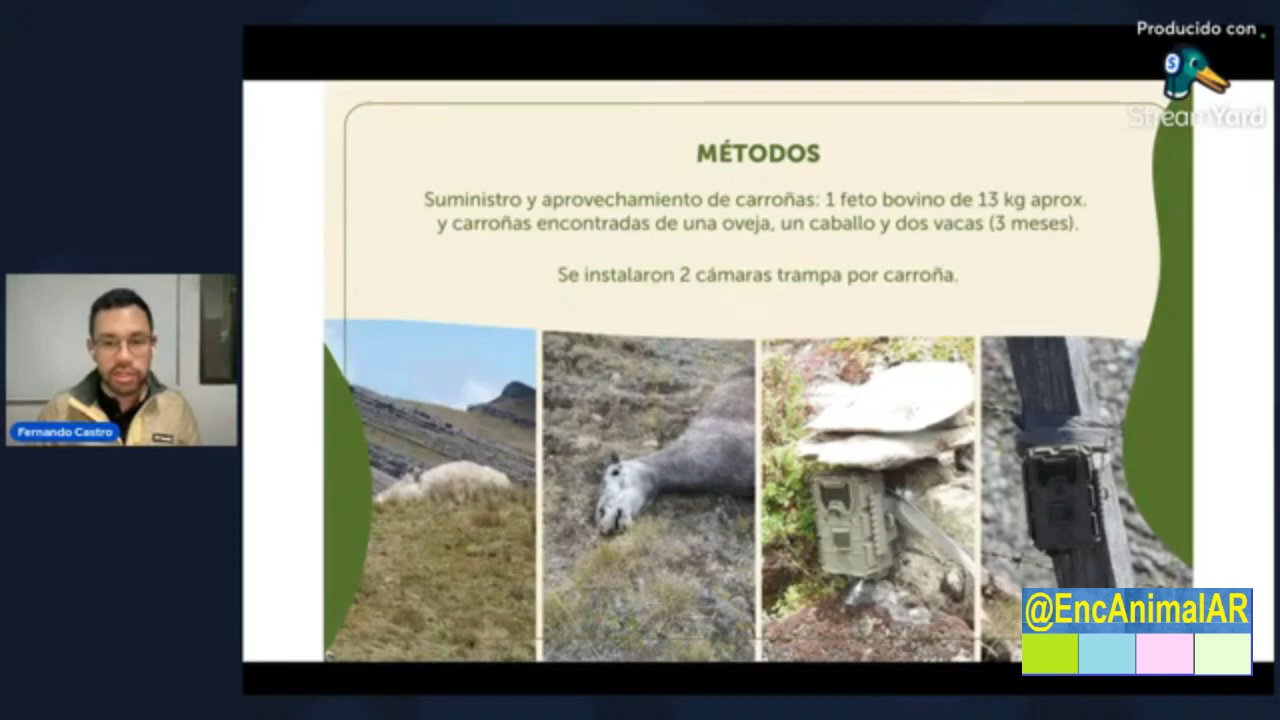 Producido con
StreamYard
MÉTODOS
Suministro y aprovechamiento de carroñas: 1 feto bovino de 13 kg aprox.
y carroñas encontradas de una oveja, un caballo y dos vacas (3 meses).
Se instalaron 2 cámaras trampa por carroña.
Fernando Castro
@EncAnimalAR